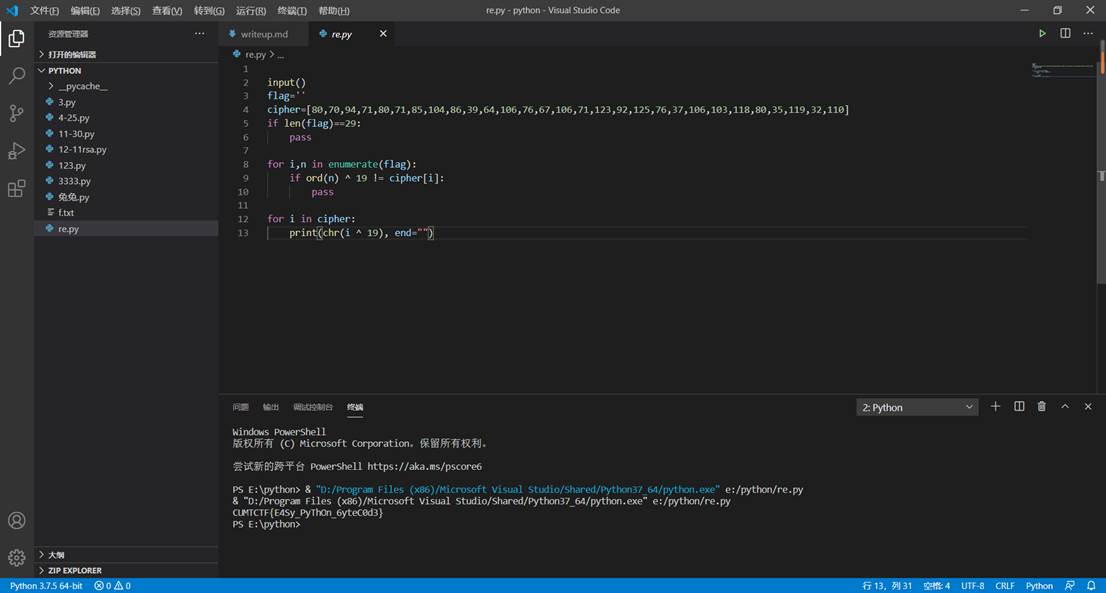 文件(F) 编辑(E) 选择(S) 查看(V) 转到(G) 运行(R) 终端(T) 帮助(H) re.py - python - Visual Studio Code
资源管理器 ···
打开的编辑器
PYTHON
__pycache__
3.py
4-25.py
11-30.py
12-11rsa.py
123.py
3333.py
兔兔.py
f.txt
re.py
大纲
ZIP EXPLORER
writeup.md re.py
re.py > ...
1
2 input()
3 flag=''
4 cipher=[80,70,94,71,80,71,85,104,86,39,64,106,76,67,106,71,123,92,125,76,37,106,103,118,80,35,119,32,110]
5 if len(flag)==29:
6 pass
7
8 for i,n in enumerate(flag):
9 if ord(n) ^ 19 != cipher[i]:
10 pass
11
12 for i in cipher:
13 print(chr(i ^ 19), end="")
问题 输出 调试控制台 终端 2: Python
Windows PowerShell
版权所有 (C) Microsoft Corporation。保留所有权利。
尝试新的跨平台 PowerShell https://aka.ms/pscore6
PS E:\python> & "D:/Program Files (x86)/Microsoft Visual Studio/Shared/Python37_64/python.exe" e:/python/re.py
& "D:/Program Files (x86)/Microsoft Visual Studio/Shared/Python37_64/python.exe" e:/python/re.py
CUMTCTF{E4Sy_PyThOn_6yteC0d3}
PS E:\python>
Python 3.7.5 64-bit 0 0 行 13，列 31 空格: 4 UTF-8 CRLF Python